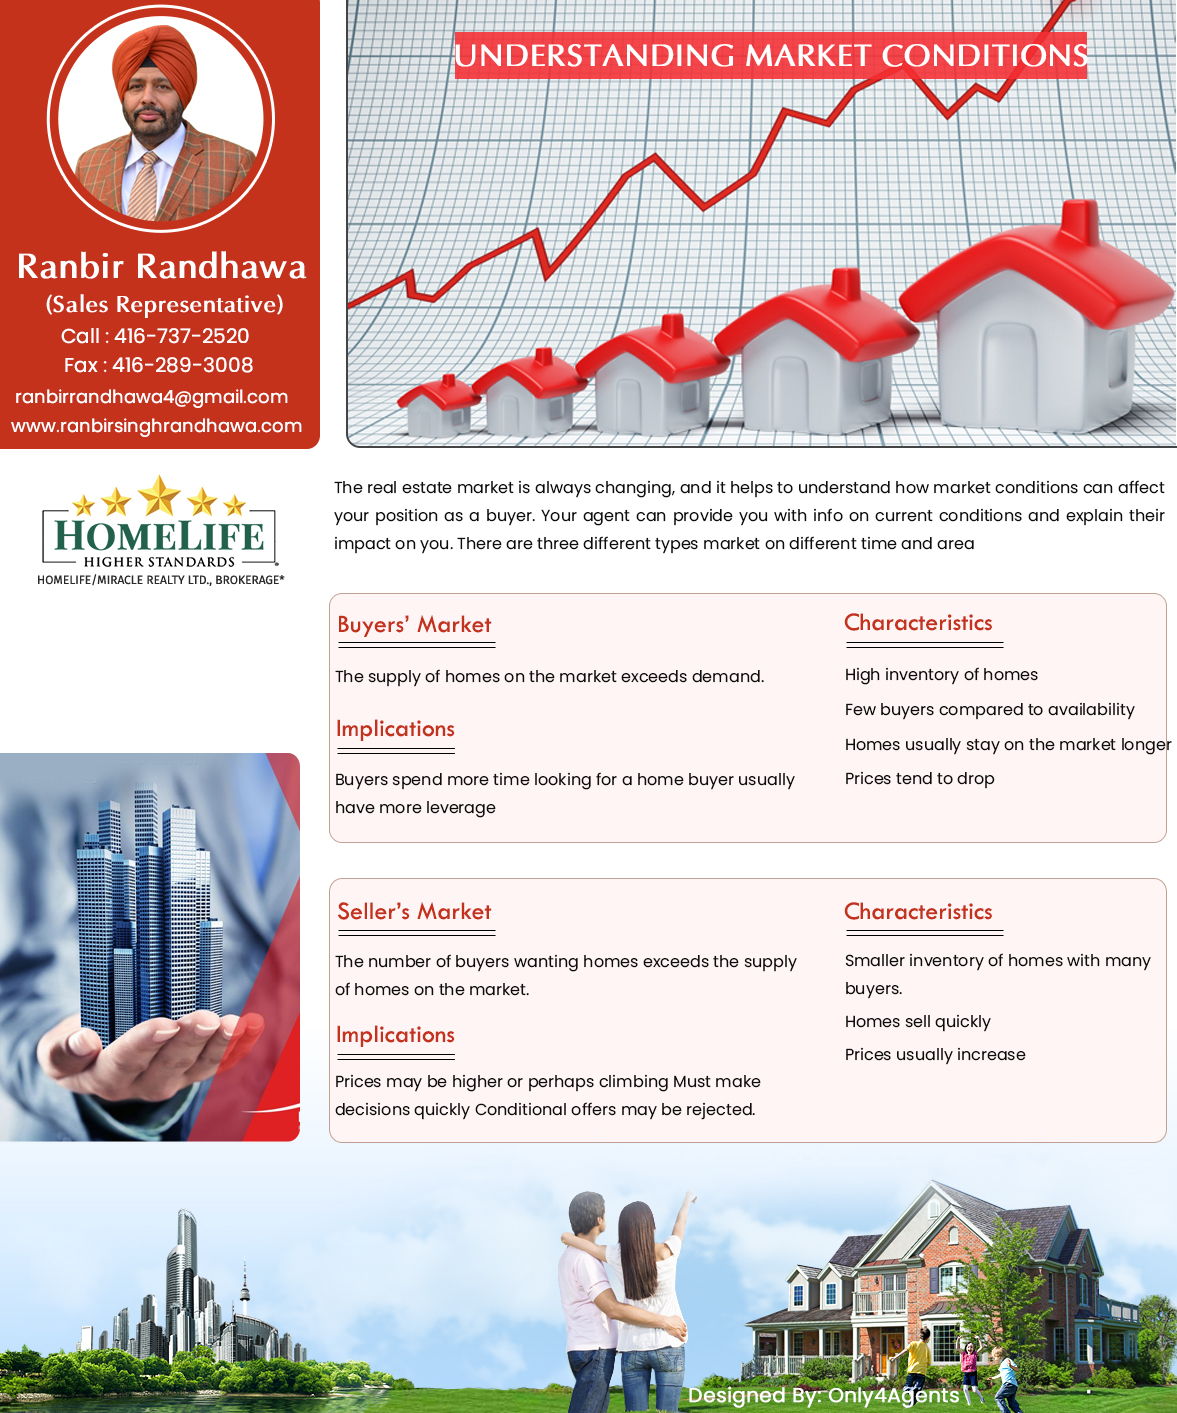 UNDERSTANDING MARKET CONDITIONS
Ranbir Randhawa
(Sales Representative)
Call : 416-737-2520
Fax : 416-289-3008
ranbirrandhawa4@gmail.com
www.ranbirsinghrandhawa.com
HOMELIFE
HIGHER STANDARDS
HOMELIFE/MIRACLE REALTY LTD., BROKERAGE*
The real estate market is always changing, and it helps to understand how market conditions can affect
your position as a buyer. Your agent can provide you with info on current conditions and explain their
impact on you. There are three different types market on different time and area
Buyers' Market
The supply of homes on the market exceeds demand.
Implications
Buyers spend more time looking for a home buyer usually
have more leverage
Characteristics
High inventory of homes
Few buyers compared to availability
Homes usually stay on the market longer
Prices tend to drop
Seller's Market
The number of buyers wanting homes exceeds the supply
of homes on the market.
Implications
Prices may be higher or perhaps climbing Must make
decisions quickly Conditional offers may be rejected.
Characteristics
Smaller inventory of homes with many
buyers.
Homes sell quickly
Prices usually increase
Designed By: Only4Agents